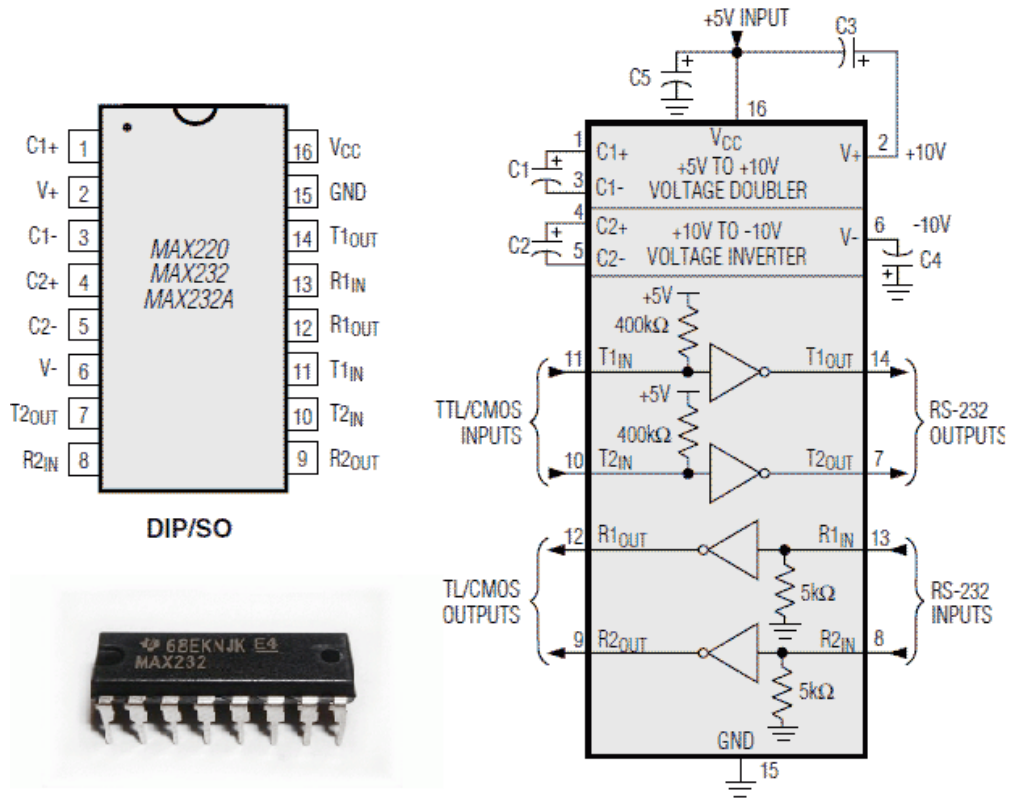 C1+ 1
V+ 2
C1- 3
C2+ 4
C2- 5
V- 6
T2OUT 7
R2IN 8
16 VCC
15 GND
14 T1OUT
13 R1IN
12 R1OUT
11 T1IN
10 T2IN
9 R2OUT
MAX220
MAX232
MAX232A
DIP/SO
68EKNJK E4
MAX232
+5V INPUT
C3
+
C5
+
16
VCC
1
C1+
C1
+
3
C1-
+5V TO +10V
VOLTAGE DOUBLER
V+
2
+10V
4
C2+
C2
+
5
C2-
+10V TO -10V
VOLTAGE INVERTER
V-
6
-10V
C4
+
+5V
400kΩ
11
T1IN
T1OUT
14
+5V
400kΩ
TTL/CMOS
INPUTS
RS-232
OUTPUTS
10
T2IN
T2OUT
7
12
R1OUT
R1IN
13
5kΩ
TL/CMOS
OUTPUTS
RS-232
INPUTS
9
R2OUT
R2IN
8
5kΩ
GND
15